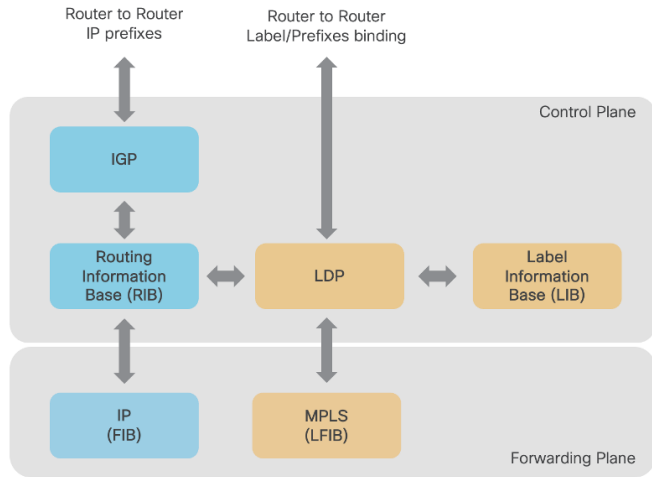 Router to Router
IP prefixes
Router to Router
Label/Prefixes binding
Control Plane
IGP
Routing
Information
Base (RIB)
LDP
Label
Information
Base (LIB)
IP
(FIB)
MPLS
(LFIB)
Forwarding Plane